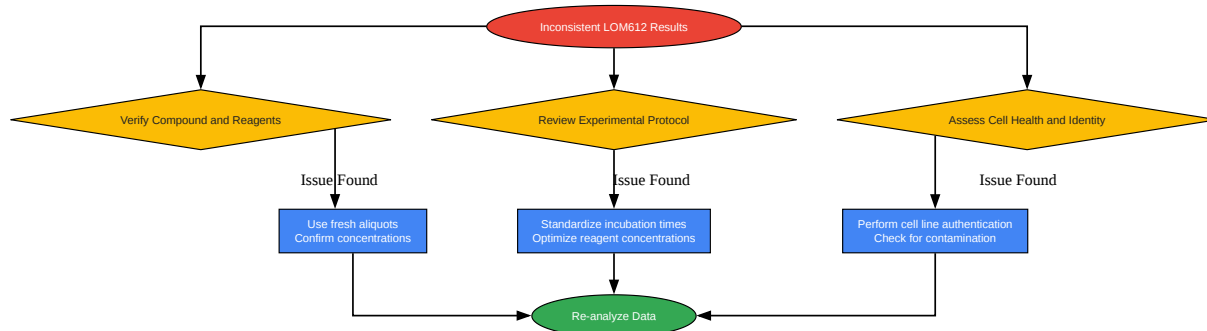 Inconsistent LOM612 Results
Verify Compound and Reagents
Review Experimental Protocol
Assess Cell Health and Identity
Issue Found
Issue Found
Issue Found
Use fresh aliquots
Confirm concentrations
Standardize incubation times
Optimize reagent concentrations
Perform cell line authentication
Check for contamination
Re-analyze Data